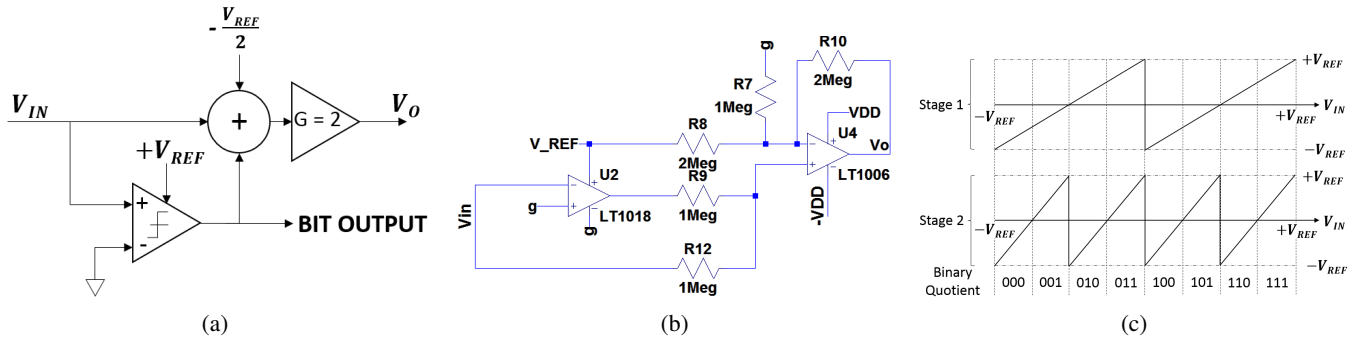 - V_REF/2
V_IN
+
G = 2
V_O
+V_REF
+
-
BIT OUTPUT
(a)
g
R10
R7
2Meg
1Meg
VDD
R8
U4
V_REF
Vo
2Meg
U2
R9
LT1006
LT1018
g
g
1Meg
-VDD
Vin
R12
1Meg
(b)
+V_REF
Stage 1
V_IN
-V_REF
+V_REF
-V_REF
+V_REF
Stage 2
V_IN
-V_REF
+V_REF
-V_REF
Binary
Quotient
000 001 010 011 100 101 110 111
(c)